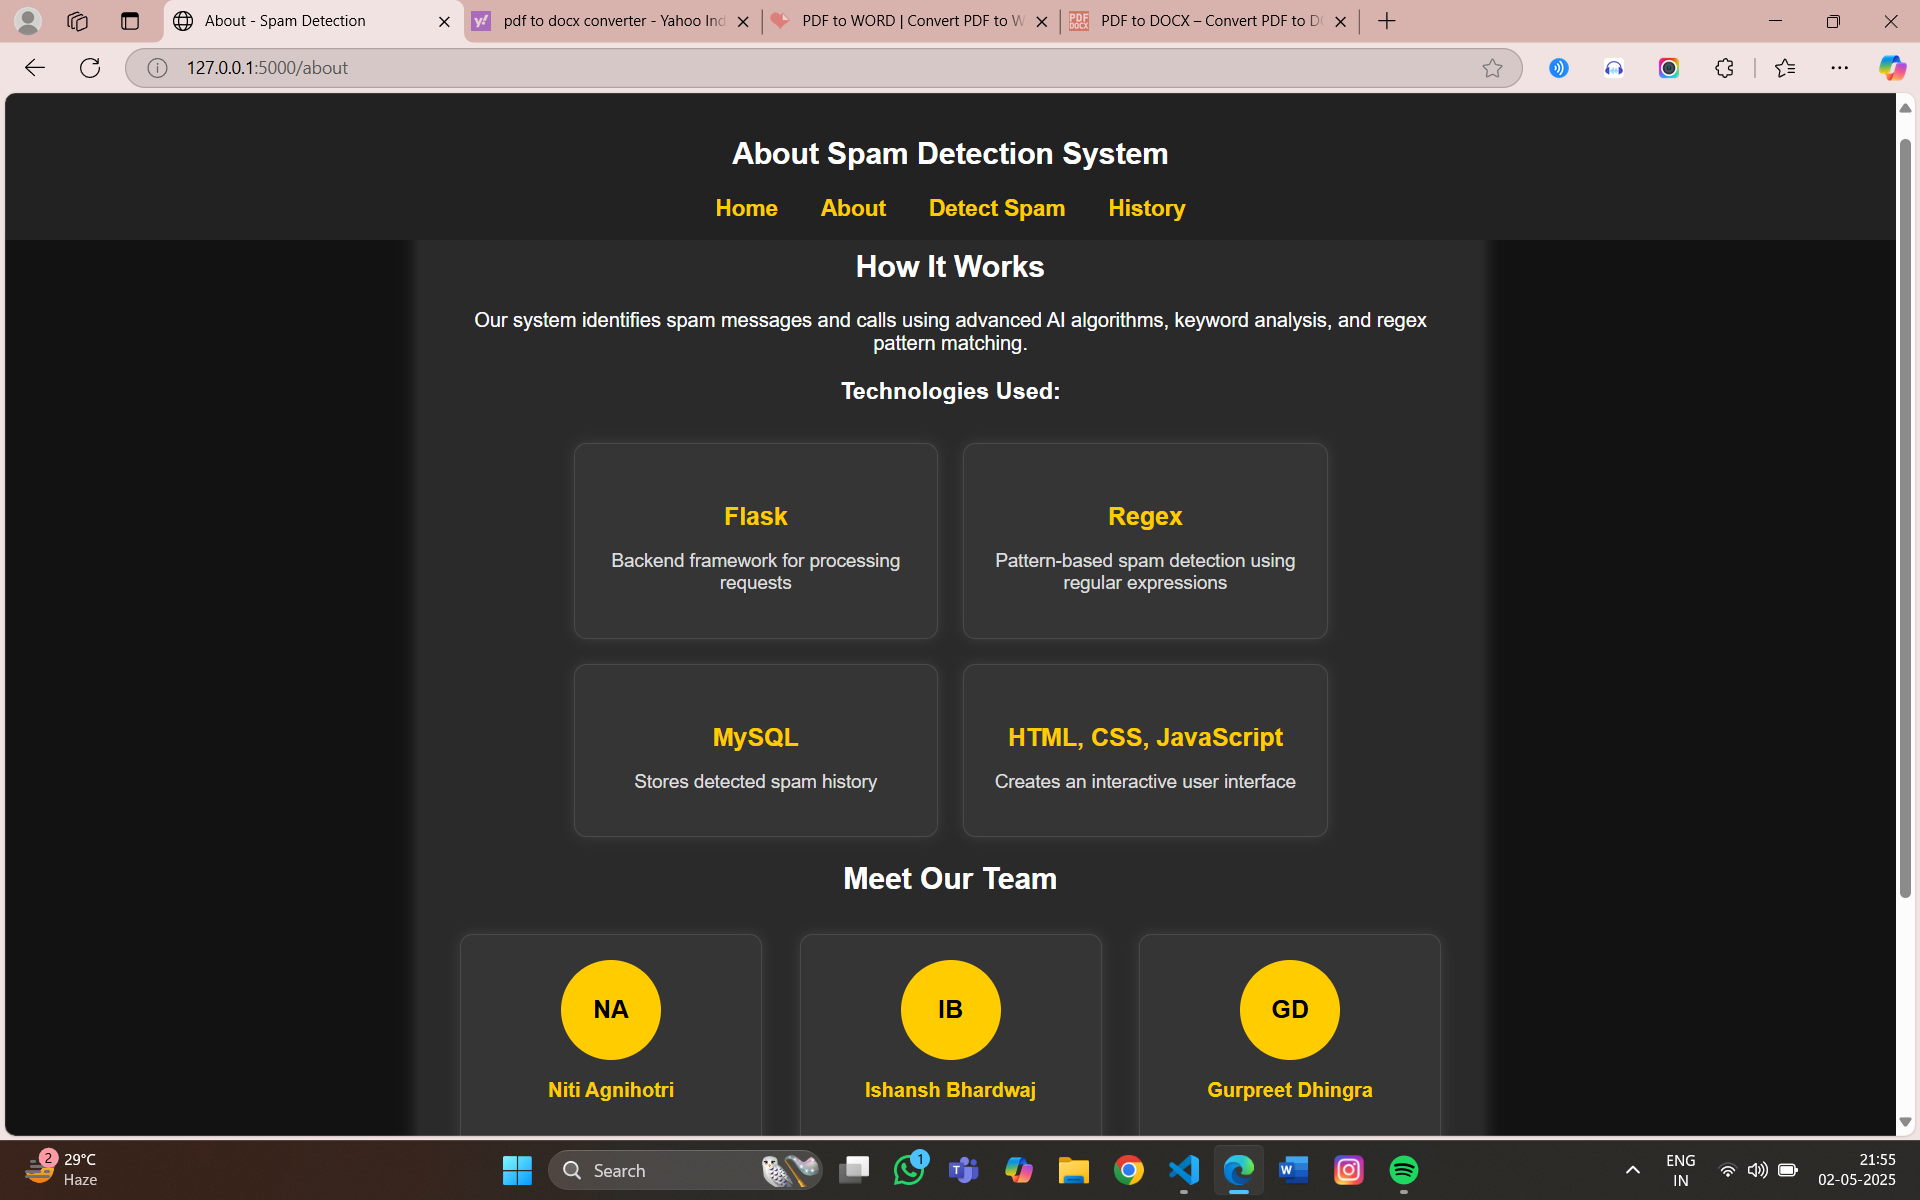 About - Spam Detection
pdf to docx converter - Yahoo Ind
PDF to WORD | Convert PDF to W
PDF to DOCX – Convert PDF to D
127.0.0.1:5000/about
About Spam Detection System
Home About Detect Spam History
How It Works
Our system identifies spam messages and calls using advanced AI algorithms, keyword analysis, and regex
pattern matching.
Technologies Used:
Flask
Backend framework for processing
requests
Regex
Pattern-based spam detection using
regular expressions
MySQL
Stores detected spam history
HTML, CSS, JavaScript
Creates an interactive user interface
Meet Our Team
NA
Niti Agnihotri
IB
Ishansh Bhardwaj
GD
Gurpreet Dhingra
2
29°C
Haze
Search
1
ENG
IN
21:55
02-05-2025